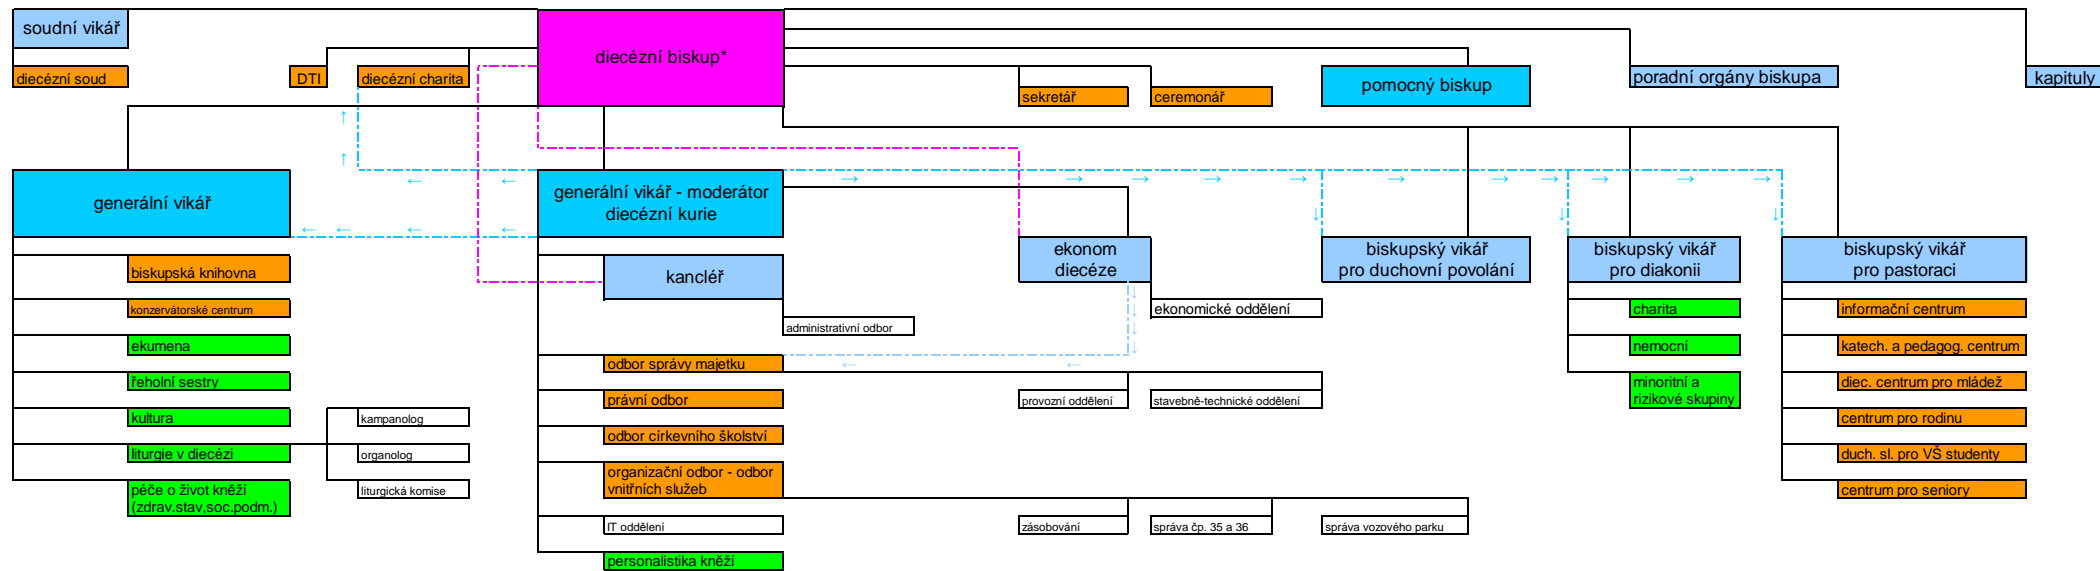 soudní vikář
diecézní biskup*
diecézní soud
DTI
diecézní charita
sekretář
ceremonář
pomocný biskup
poradní orgány biskupa
kapituly
generální vikář
generální vikář - moderátor
diecézní kurie
ekonom
diecéze
biskupský vikář
pro duchovní povolání
biskupský vikář
pro diakonii
biskupský vikář
pro pastoraci
biskupská knihovna
kancléř
konzervátorské centrum
ekonomické oddělení
charita
informační centrum
administrativní odbor
ekumena
nemocní
katech. a pedagog. centrum
odbor správy majetku
řeholní sestry
minoritní a
rizikové skupiny
diec. centrum pro mládež
právní odbor
provozní oddělení
stavebně-technické oddělení
kultura
kampanolog
centrum pro rodinu
odbor církevního školství
liturgie v diecézi
organolog
duch. sl. pro VŠ studenty
organizační odbor - odbor
vnitřních služeb
péče o život kněží
(zdrav.stav,soc.podm.)
liturgická komise
centrum pro seniory
IT oddělení
zásobování
správa čp. 35 a 36
správa vozového parku
personalistika kněží